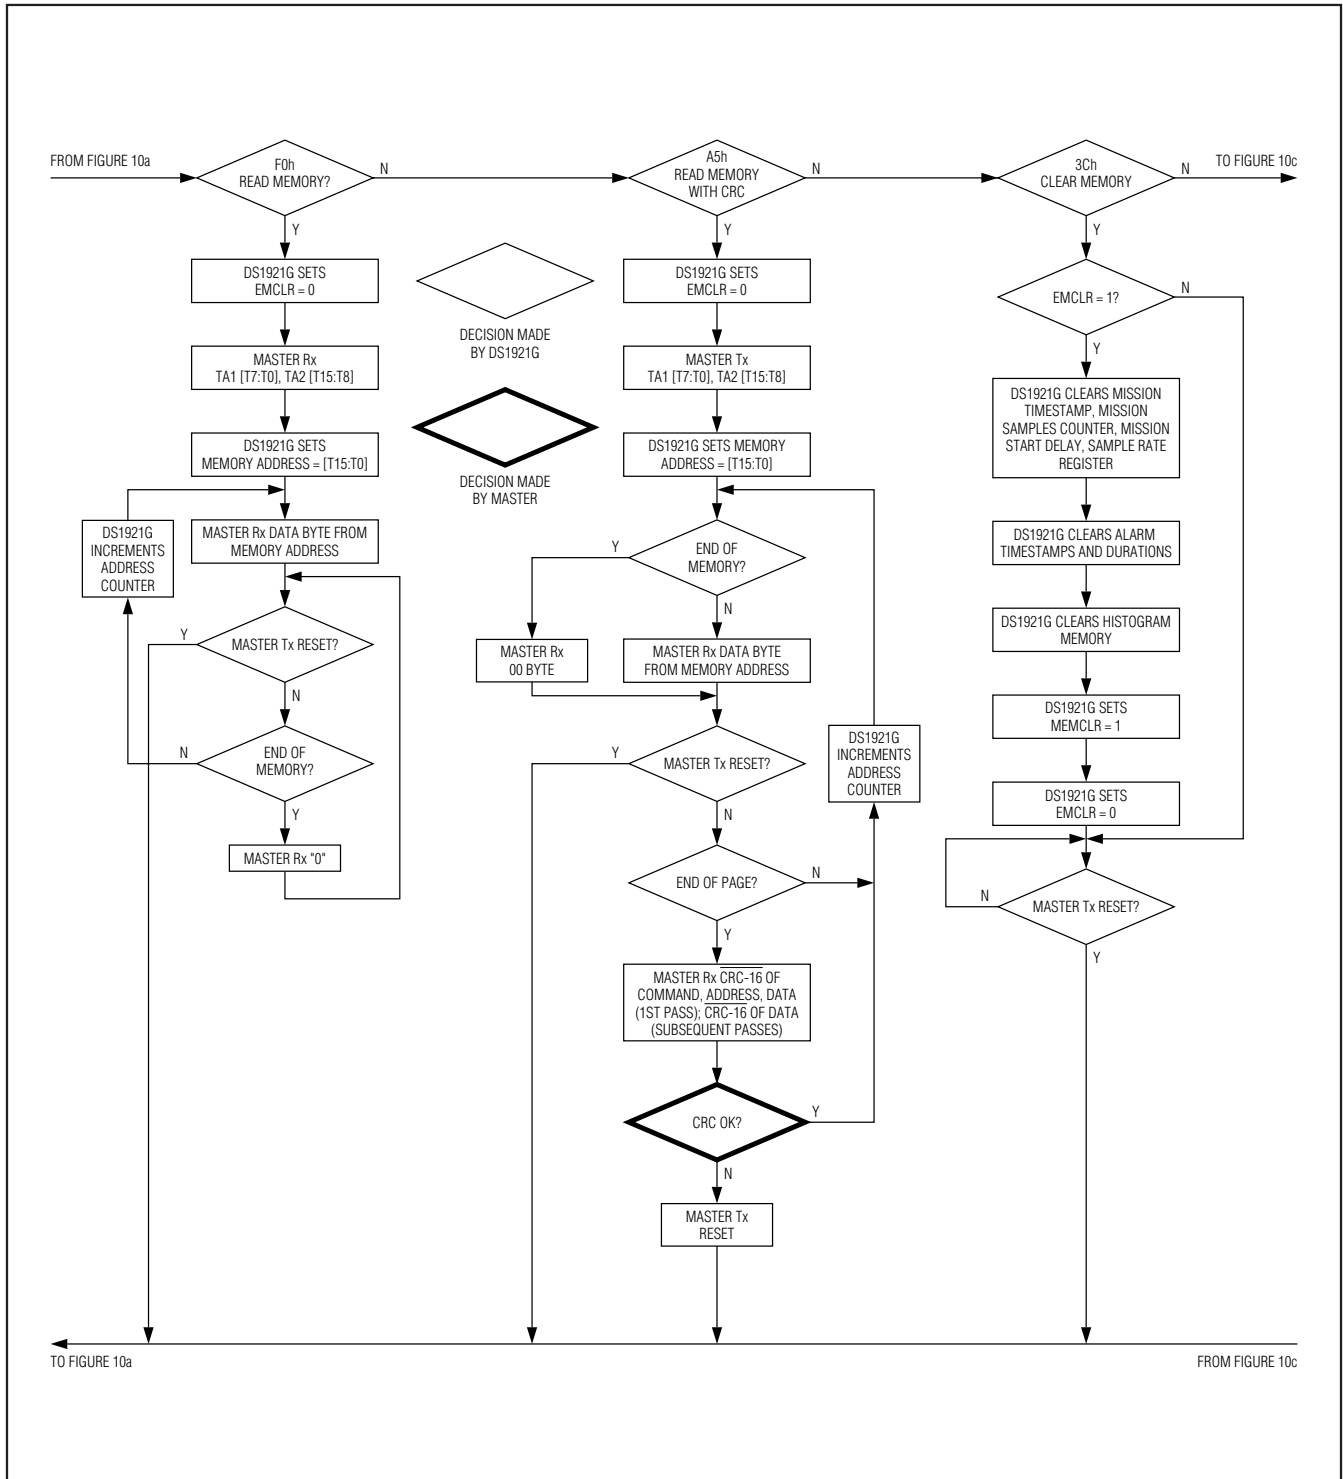 FROM FIGURE 10a
F0h
READ MEMORY?
N
Y
DS1921G SETS
EMCLR = 0
MASTER Rx
TA1 [T7:T0], TA2 [T15:T8]
DS1921G SETS
MEMORY ADDRESS = [T15:T0]
DS1921G
INCREMENTS
ADDRESS
COUNTER
MASTER Rx DATA BYTE FROM
MEMORY ADDRESS
Y
MASTER Tx RESET?
N
N
END OF
MEMORY?
Y
MASTER Rx "0"
DECISION MADE
BY DS1921G
DECISION MADE
BY MASTER
A5h
READ MEMORY
WITH CRC
N
Y
DS1921G SETS
EMCLR = 0
MASTER Tx
TA1 [T7:T0], TA2 [T15:T8]
DS1921G SETS MEMORY
ADDRESS = [T15:T0]
Y
END OF
MEMORY?
N
MASTER Rx
00 BYTE
MASTER Rx DATA BYTE
FROM MEMORY ADDRESS
Y
MASTER Tx RESET?
N
DS1921G
INCREMENTS
ADDRESS
COUNTER
END OF PAGE?
N
Y
MASTER Rx CRC-16 OF
COMMAND, ADDRESS, DATA
(1ST PASS); CRC-16 OF DATA
(SUBSEQUENT PASSES)
CRC OK?
Y
N
MASTER Tx
RESET
3Ch
CLEAR MEMORY
N
TO FIGURE 10c
Y
EMCLR = 1?
N
Y
DS1921G CLEARS MISSION
TIMESTAMP, MISSION
SAMPLES COUNTER, MISSION
START DELAY, SAMPLE RATE
REGISTER
DS1921G CLEARS ALARM
TIMESTAMPS AND DURATIONS
DS1921G CLEARS HISTOGRAM
MEMORY
DS1921G SETS
MEMCLR = 1
DS1921G SETS
EMCLR = 0
N
MASTER Tx RESET?
Y
TO FIGURE 10a
FROM FIGURE 10c